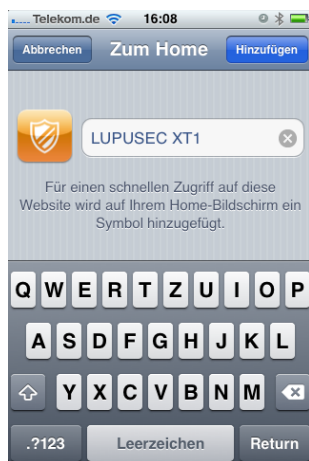 Telekom.de 16:08
Abbrechen Zum Home Hinzufügen
LUPUSEC XT1
Für einen schnellen Zugriff auf diese
Website wird auf Ihrem Home-Bildschirm ein
Symbol hinzugefügt.
Q W E R T Z U I O P
A S D F G H J K L
Y X C V B N M
.?123 Leerzeichen Return